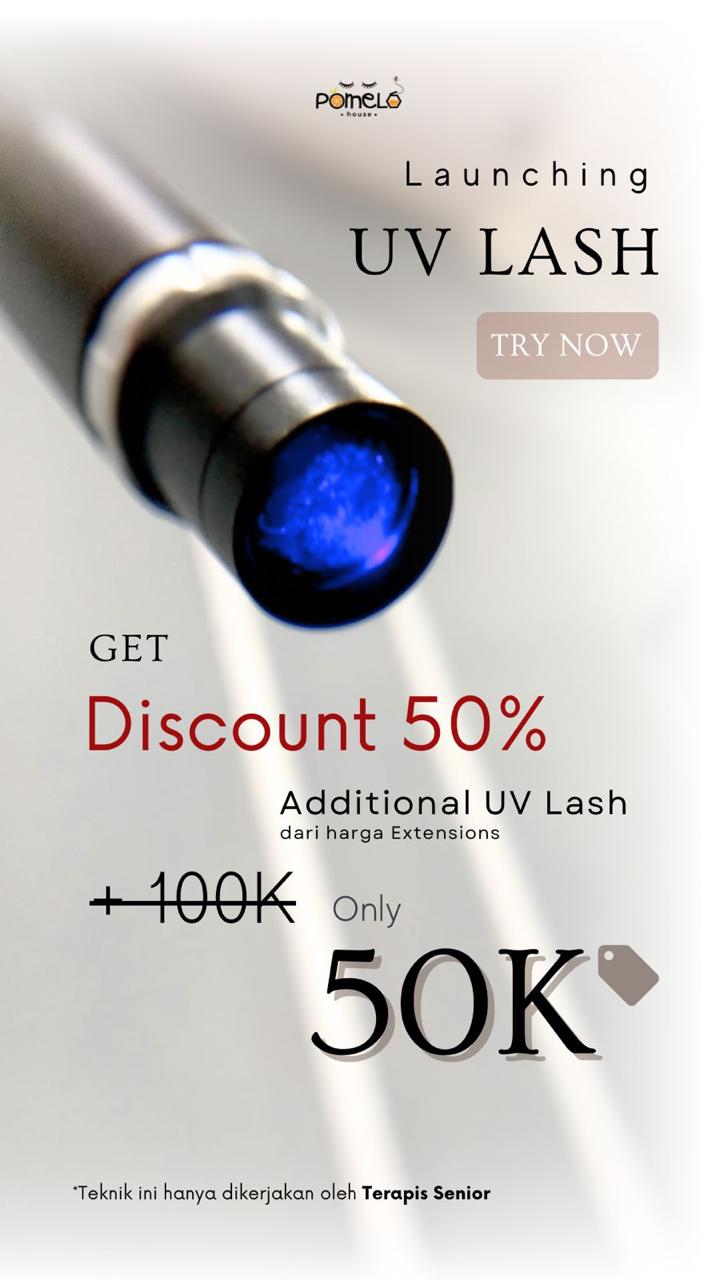 POMELO
• house •
Launching
UV LASH
TRY NOW
GET
Discount 50%
Additional UV Lash
dari harga Extensions
+ 100K Only
50K
*Teknik ini hanya dikerjakan oleh Terapis Senior